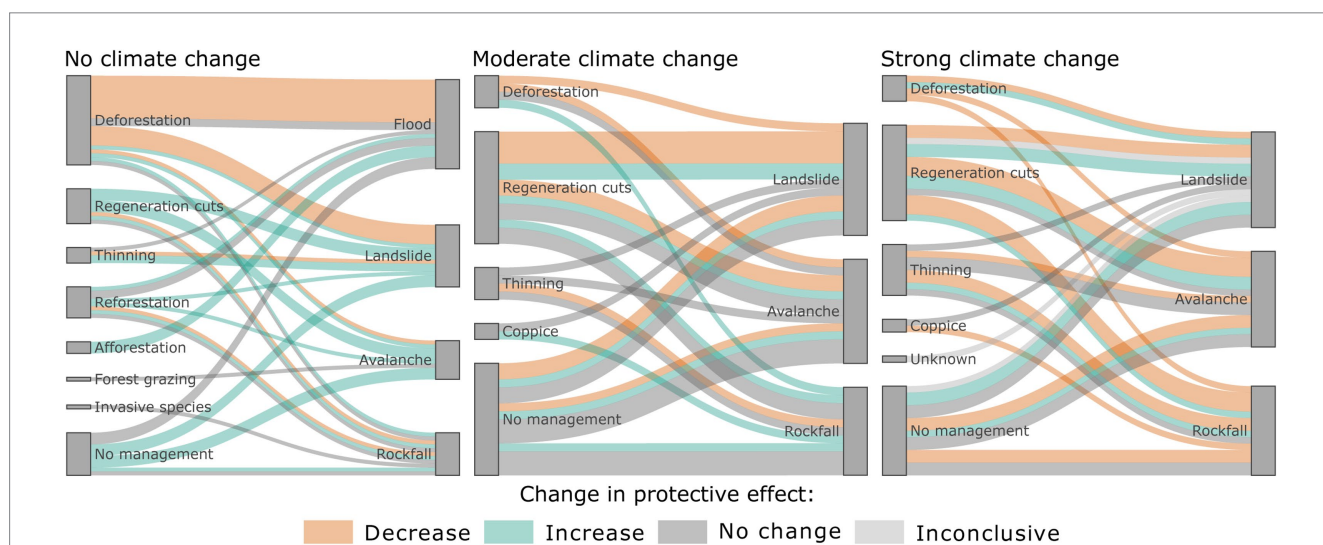 No climate change
Moderate climate change
Strong climate change
Deforestation
Regeneration cuts
Thinning
Reforestation
Afforestation
Forest grazing
Invasive species
No management
Flood
Landslide
Avalanche
Rockfall
Deforestation
Regeneration cuts
Thinning
Coppice
No management
Landslide
Avalanche
Rockfall
Deforestation
Regeneration cuts
Thinning
Coppice
Unknown
No management
Landslide
Avalanche
Rockfall
Change in protective effect:
Decrease
Increase
No change
Inconclusive